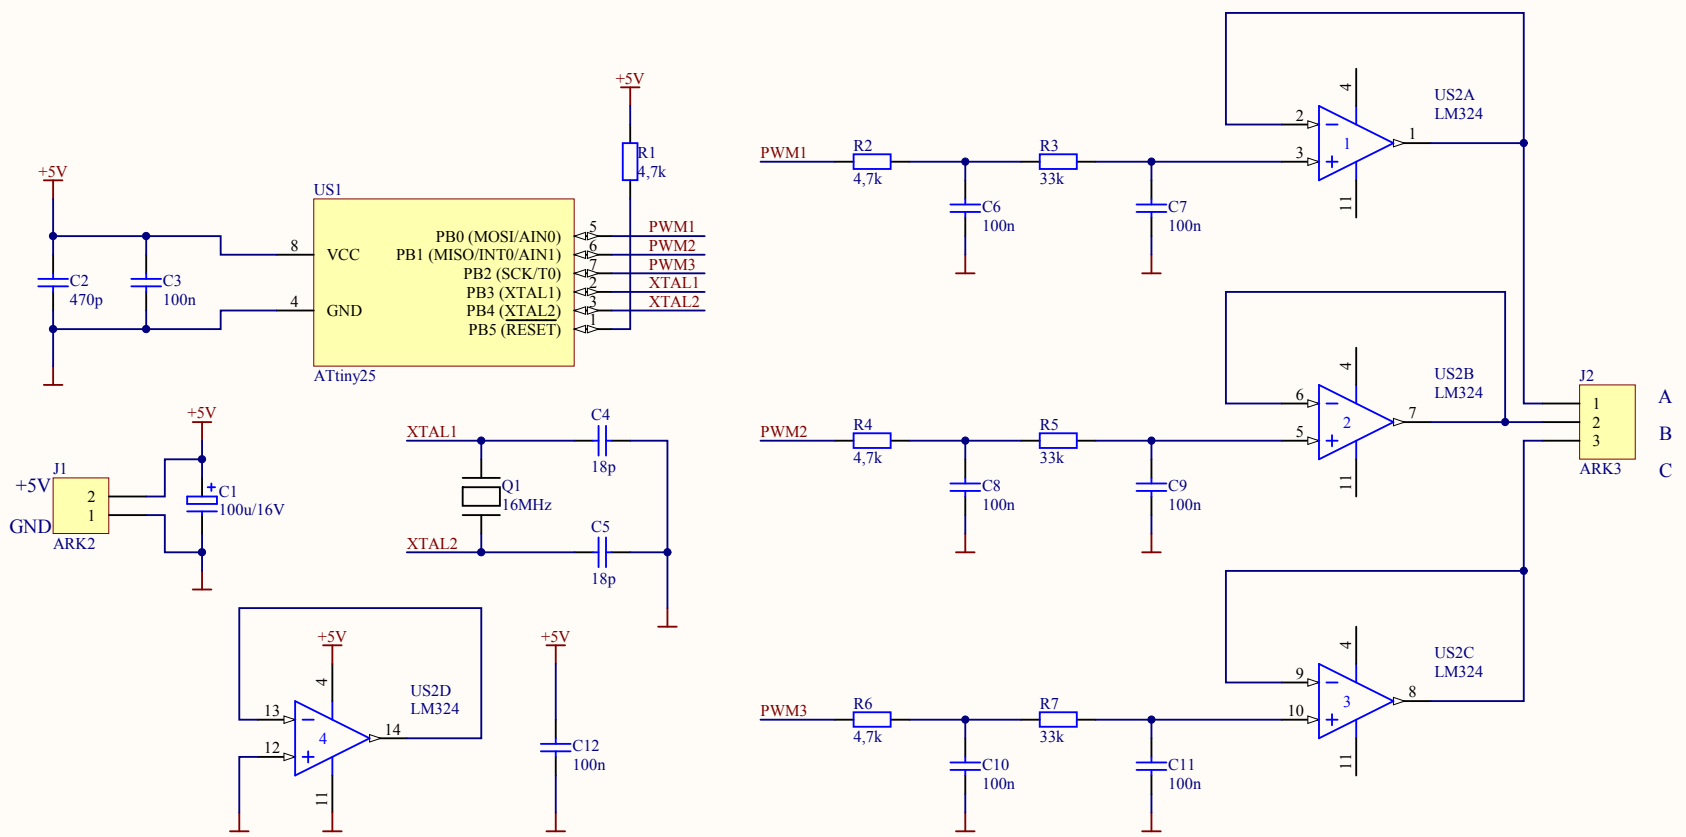 +5V
R1
4,7k
+5V
C2
470p
C3
100n
US1
8
VCC
4
GND
PB0 (MOSI/AIN0)
5
PWM1
PB1 (MISO/INT0/AIN1)
6
PWM2
PB2 (SCK/T0)
7
PWM3
PB3 (XTAL1)
2
XTAL1
PB4 (XTAL2)
3
XTAL2
PB5 (RESET)
1
ATtiny25
+5V
J1
+5V
2
GND
1
ARK2
+
C1
100u/16V
XTAL1
C4
18p
Q1
16MHz
XTAL2
C5
18p
+5V
4
US2D
LM324
13
−
4
14
12
+
11
+5V
C12
100n
PWM1
R2
4,7k
C6
100n
R3
33k
C7
100n
4
US2A
LM324
2
−
1
1
3
+
11
PWM2
R4
4,7k
C8
100n
R5
33k
C9
100n
4
US2B
LM324
6
−
2
7
5
+
11
J2
1
A
2
B
3
C
ARK3
PWM3
R6
4,7k
C10
100n
R7
33k
C11
100n
4
US2C
LM324
9
−
3
8
10
+
11